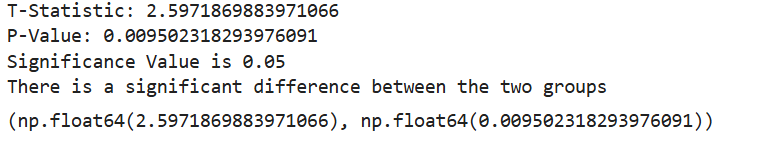 T-Statistic: 2.5971869883971066
P-Value: 0.009502318293976091
Significance Value is 0.05
There is a significant difference between the two groups
(np.float64(2.5971869883971066), np.float64(0.009502318293976091))